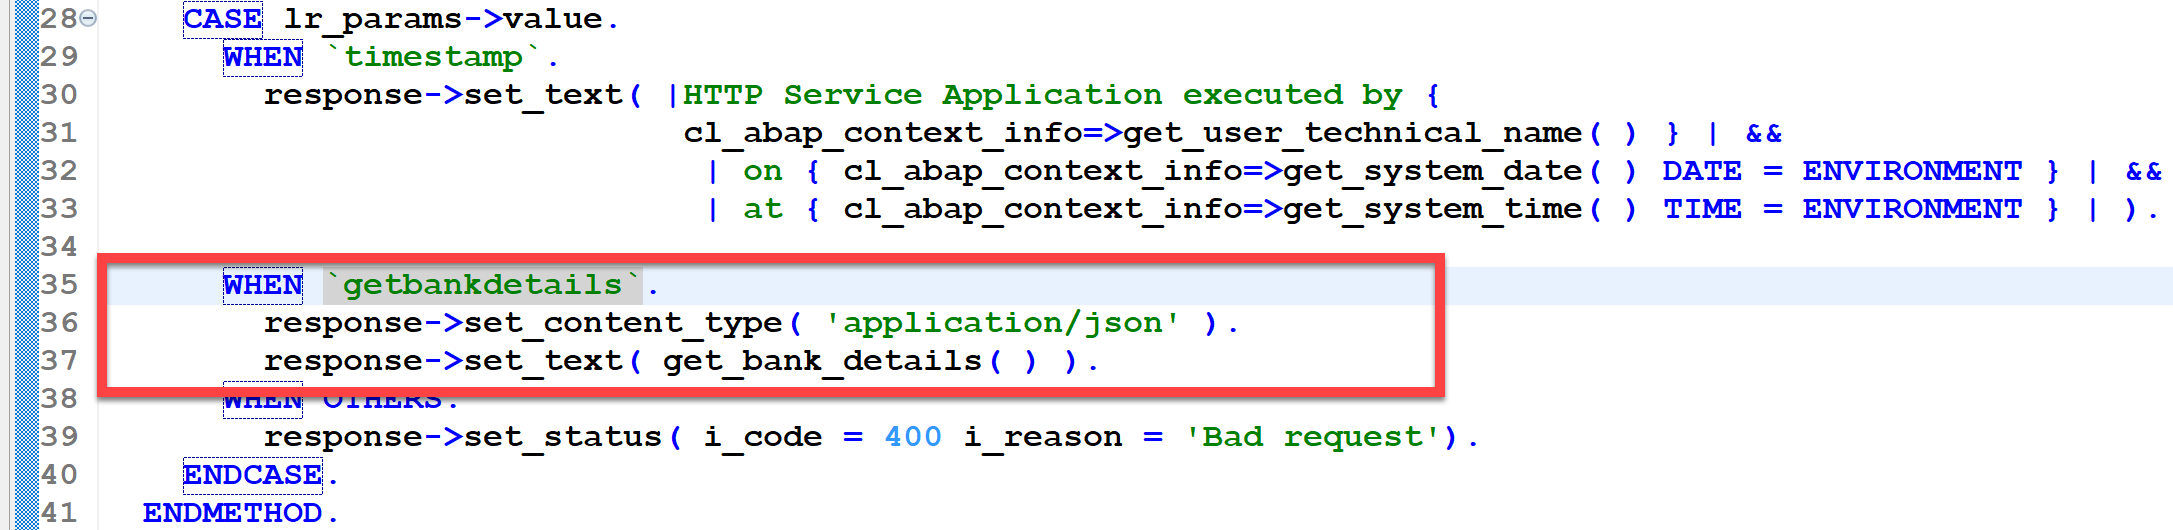 28 CASE lr_params->value.
29 WHEN `timestamp`.
30 response->set_text( |HTTP Service Application executed by {
31 cl_abap_context_info=>get_user_technical_name( ) } | &&
32 | on { cl_abap_context_info=>get_system_date( ) DATE = ENVIRONMENT } | &&
33 | at { cl_abap_context_info=>get_system_time( ) TIME = ENVIRONMENT } | ).
34
35 WHEN `getbankdetails`.
36 response->set_content_type( 'application/json' ).
37 response->set_text( get_bank_details( ) ).
38 WHEN OTHERS.
39 response->set_status( i_code = 400 i_reason = 'Bad request').
40 ENDCASE.
41 ENDMETHOD.